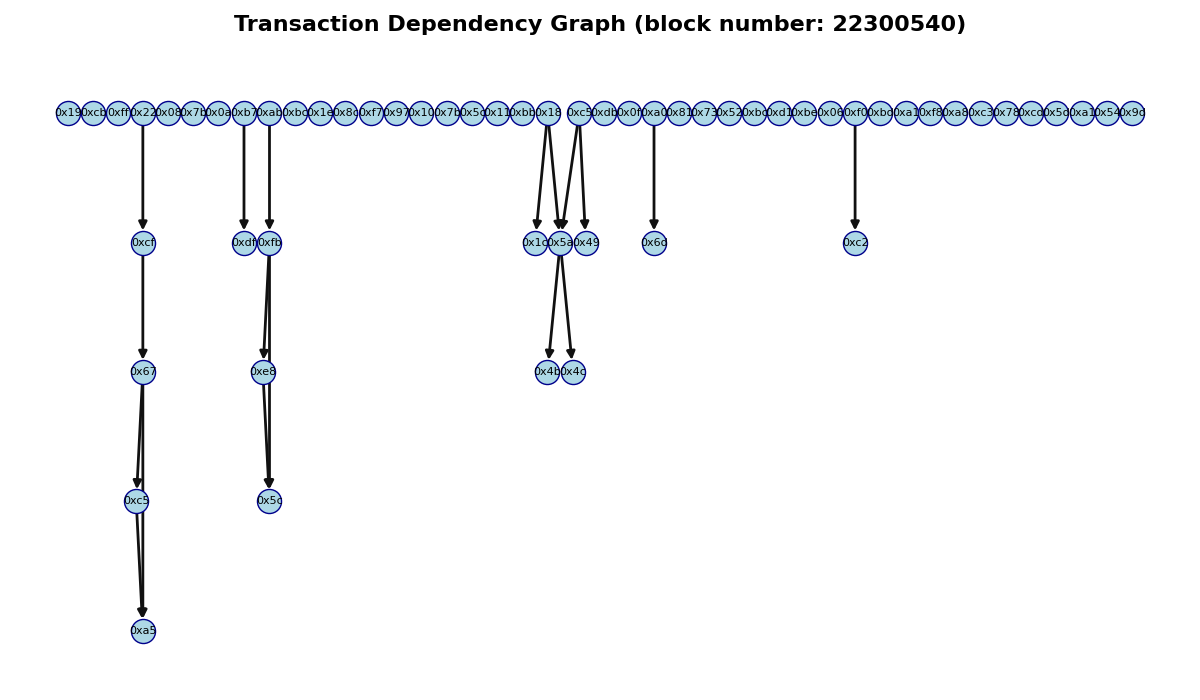 Transaction Dependency Graph (block number: 22300540)
0x19 0xcb 0xff 0x22 0x08 0x7b 0x0a 0xb7 0xab 0xbc 0x1e 0x8c 0xf7 0x97 0x10 0x7b 0x5c 0x11 0xbb 0x18 0xc5 0xdb 0x0f 0xa0 0x81 0x73 0x52 0xbc 0xd1 0xbe 0xf0 0xbd 0xa1 0xf8 0xa8 0xc3 0x78 0x5d 0xa1 0x54 0x9d
0xcf 0xdf 0xfb 0x1c 0x5a 0x49 0x6d 0xc2
0x67 0xe8 0x4b 0x4c
0xc5 0x5c
0xa5